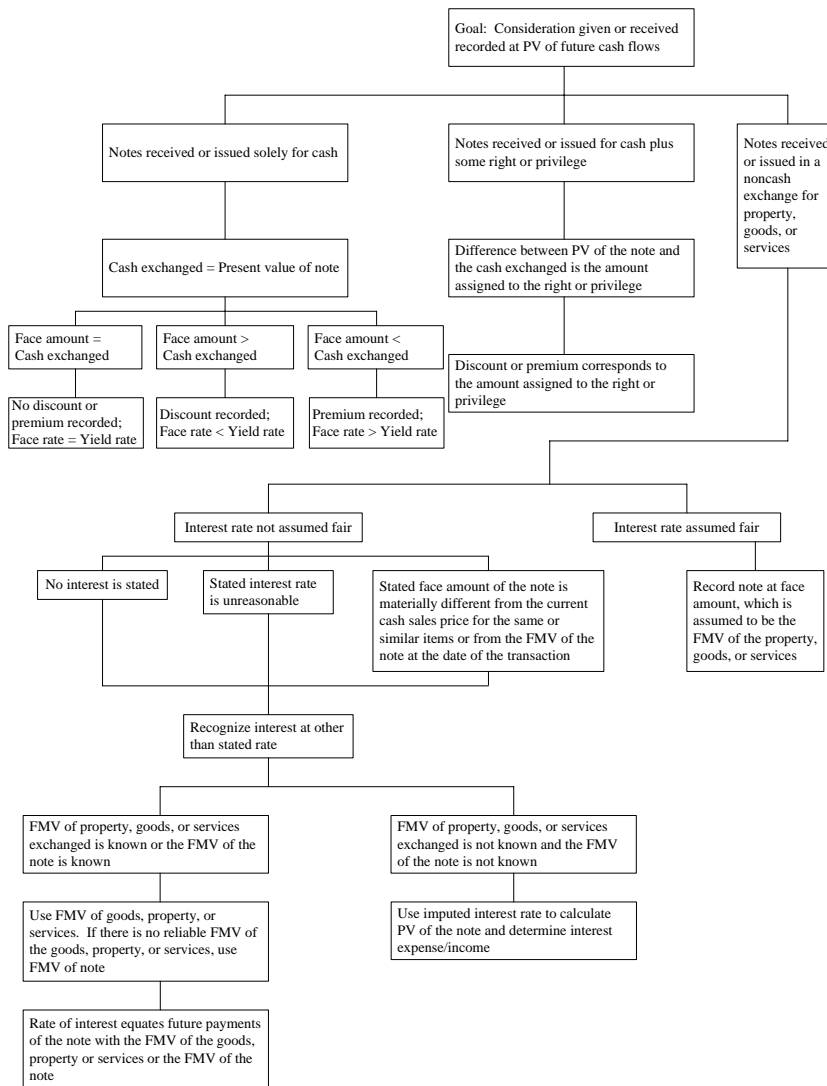 Goal:  Consideration given or received
recorded at PV of future cash flows
Notes received or issued solely for cash
Notes received or issued for cash plus
some right or privilege
Notes received
or issued in a
noncash
exchange for
property,
goods, or
services
Cash exchanged = Present value of note
Difference between PV of the note and
the cash exchanged is the amount
assigned to the right or privilege
Face amount =
Cash exchanged
Face amount >
Cash exchanged
Face amount <
Cash exchanged
Discount or premium corresponds to
the amount assigned to the right or
privilege
No discount or
premium recorded;
Face rate = Yield rate
Discount recorded;
Face rate < Yield rate
Premium recorded;
Face rate > Yield rate
Interest rate not assumed fair
Interest rate assumed fair
No interest is stated
Stated interest rate
is unreasonable
Stated face amount of the note is
materially different from the current
cash sales price for the same or
similar items or from the FMV of the
note at the date of the transaction
Record note at face
amount, which is
assumed to be the
FMV of the property,
goods, or services
Recognize interest at other
than stated rate
FMV of property, goods, or services
exchanged is known or the FMV of the
note is known
FMV of property, goods, or services
exchanged is not known and the FMV
of the note is not known
Use FMV of goods, property, or
services.  If there is no reliable FMV of
the goods, property, or services, use
FMV of note
Use imputed interest rate to calculate
PV of the note and determine interest
expense/income
Rate of interest equates future payments
of the note with the FMV of the goods,
property or services or the FMV of the
note